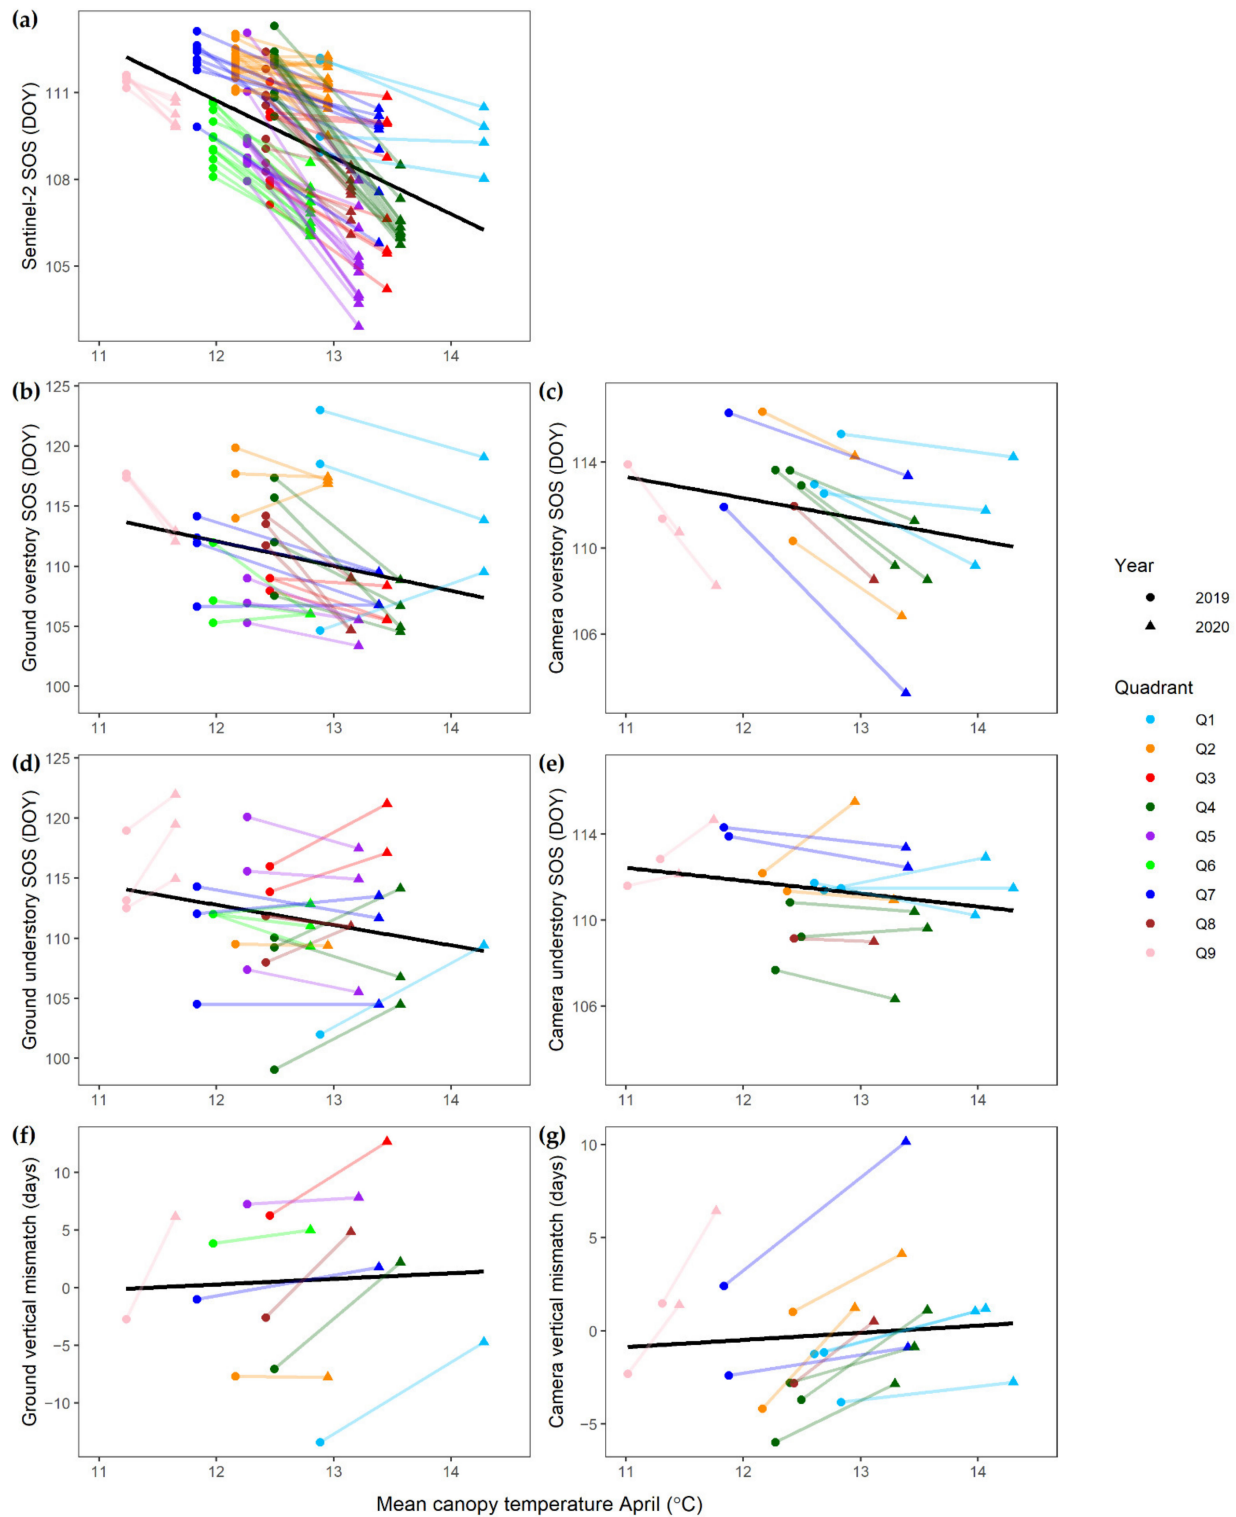 (a)
Sentinel-2 SOS (DOY)
111
108
105
11 12 13 14
(b)
Ground overstory SOS (DOY)
125
120
115
110
105
100
11 12 13 14
(c)
Camera overstory SOS (DOY)
114
110
106
11 12 13 14
Year
2019
2020
Quadrant
Q1
Q2
Q3
Q4
Q5
Q6
Q7
Q8
Q9
(d)
Ground understory SOS (DOY)
125
120
115
110
105
100
11 12 13 14
(e)
Camera understory SOS (DOY)
114
110
106
11 12 13 14
(f)
Ground vertical mismatch (days)
10
5
0
−5
−10
11 12 13 14
(g)
Camera vertical mismatch (days)
10
5
0
−5
11 12 13 14
Mean canopy temperature April (°C)